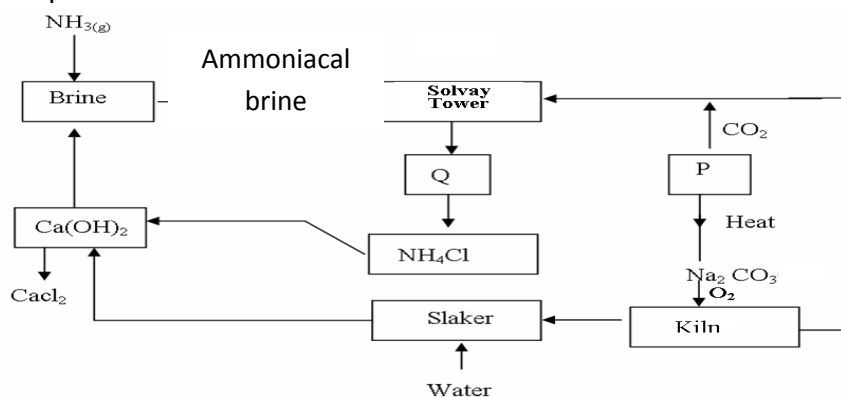 NH₃(g)
Ammoniacal
brine
Brine
Solvay
Tower
CO₂
Q
P
Heat
Ca(OH)₂
NH₄Cl
Na₂ CO₃
O₂
Cacl₂
Slaker
Kiln
Water